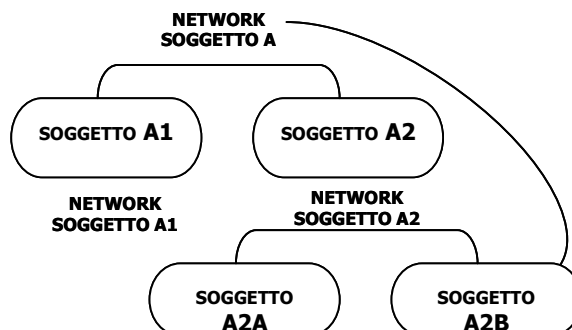 NETWORK
SOGGETTO A
SOGGETTO A1
SOGGETTO A2
NETWORK
SOGGETTO A1
NETWORK
SOGGETTO A2
SOGGETTO
A2A
SOGGETTO
A2B